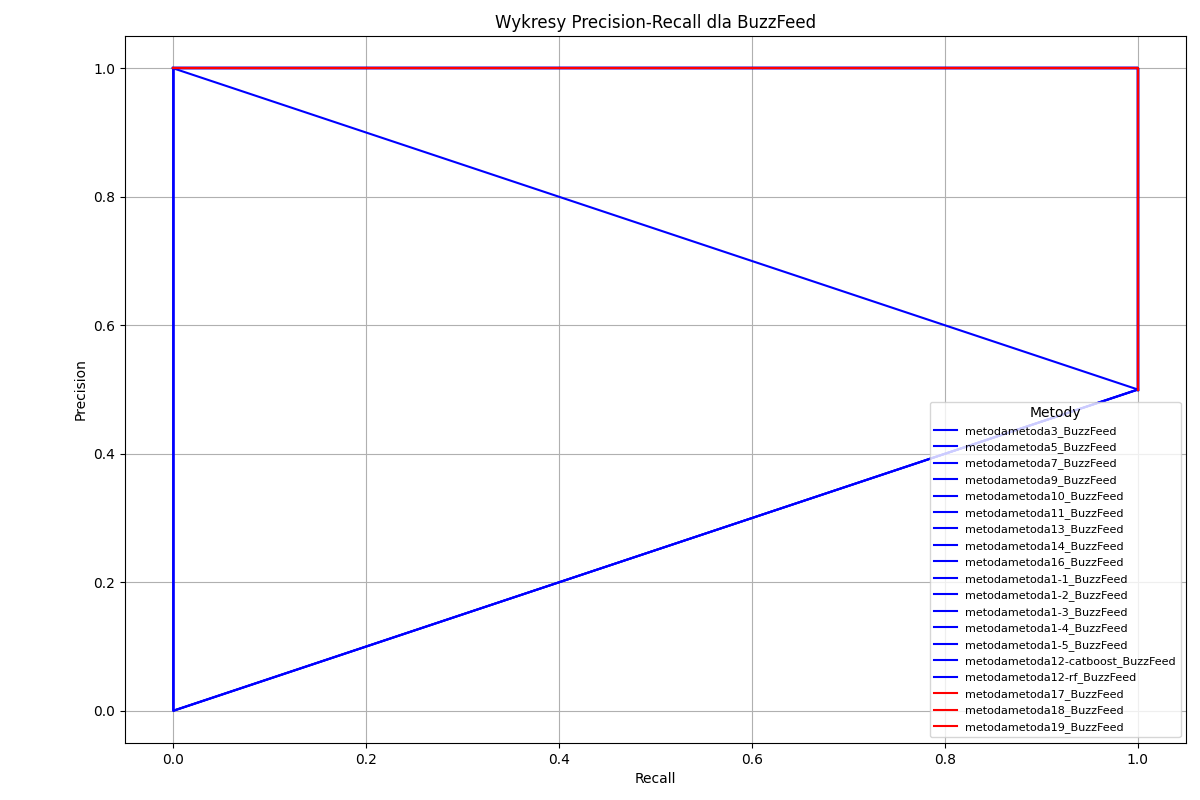 Wykresy Precision-Recall dla BuzzFeed
1.0
0.8
0.6
0.4
0.2
0.0
Precision
0.0 0.2 0.4 0.6 0.8 1.0
Recall
Metody
metodametoda3_BuzzFeed
metodametoda5_BuzzFeed
metodametoda7_BuzzFeed
metodametoda9_BuzzFeed
metodametoda10_BuzzFeed
metodametoda11_BuzzFeed
metodametoda13_BuzzFeed
metodametoda14_BuzzFeed
metodametoda16_BuzzFeed
metodametoda1-1_BuzzFeed
metodametoda1-2_BuzzFeed
metodametoda1-3_BuzzFeed
metodametoda1-4_BuzzFeed
metodametoda1-5_BuzzFeed
metodametoda12-catboost_BuzzFeed
metodametoda12-rf_BuzzFeed
metodametoda17_BuzzFeed
metodametoda18_BuzzFeed
metodametoda19_BuzzFeed